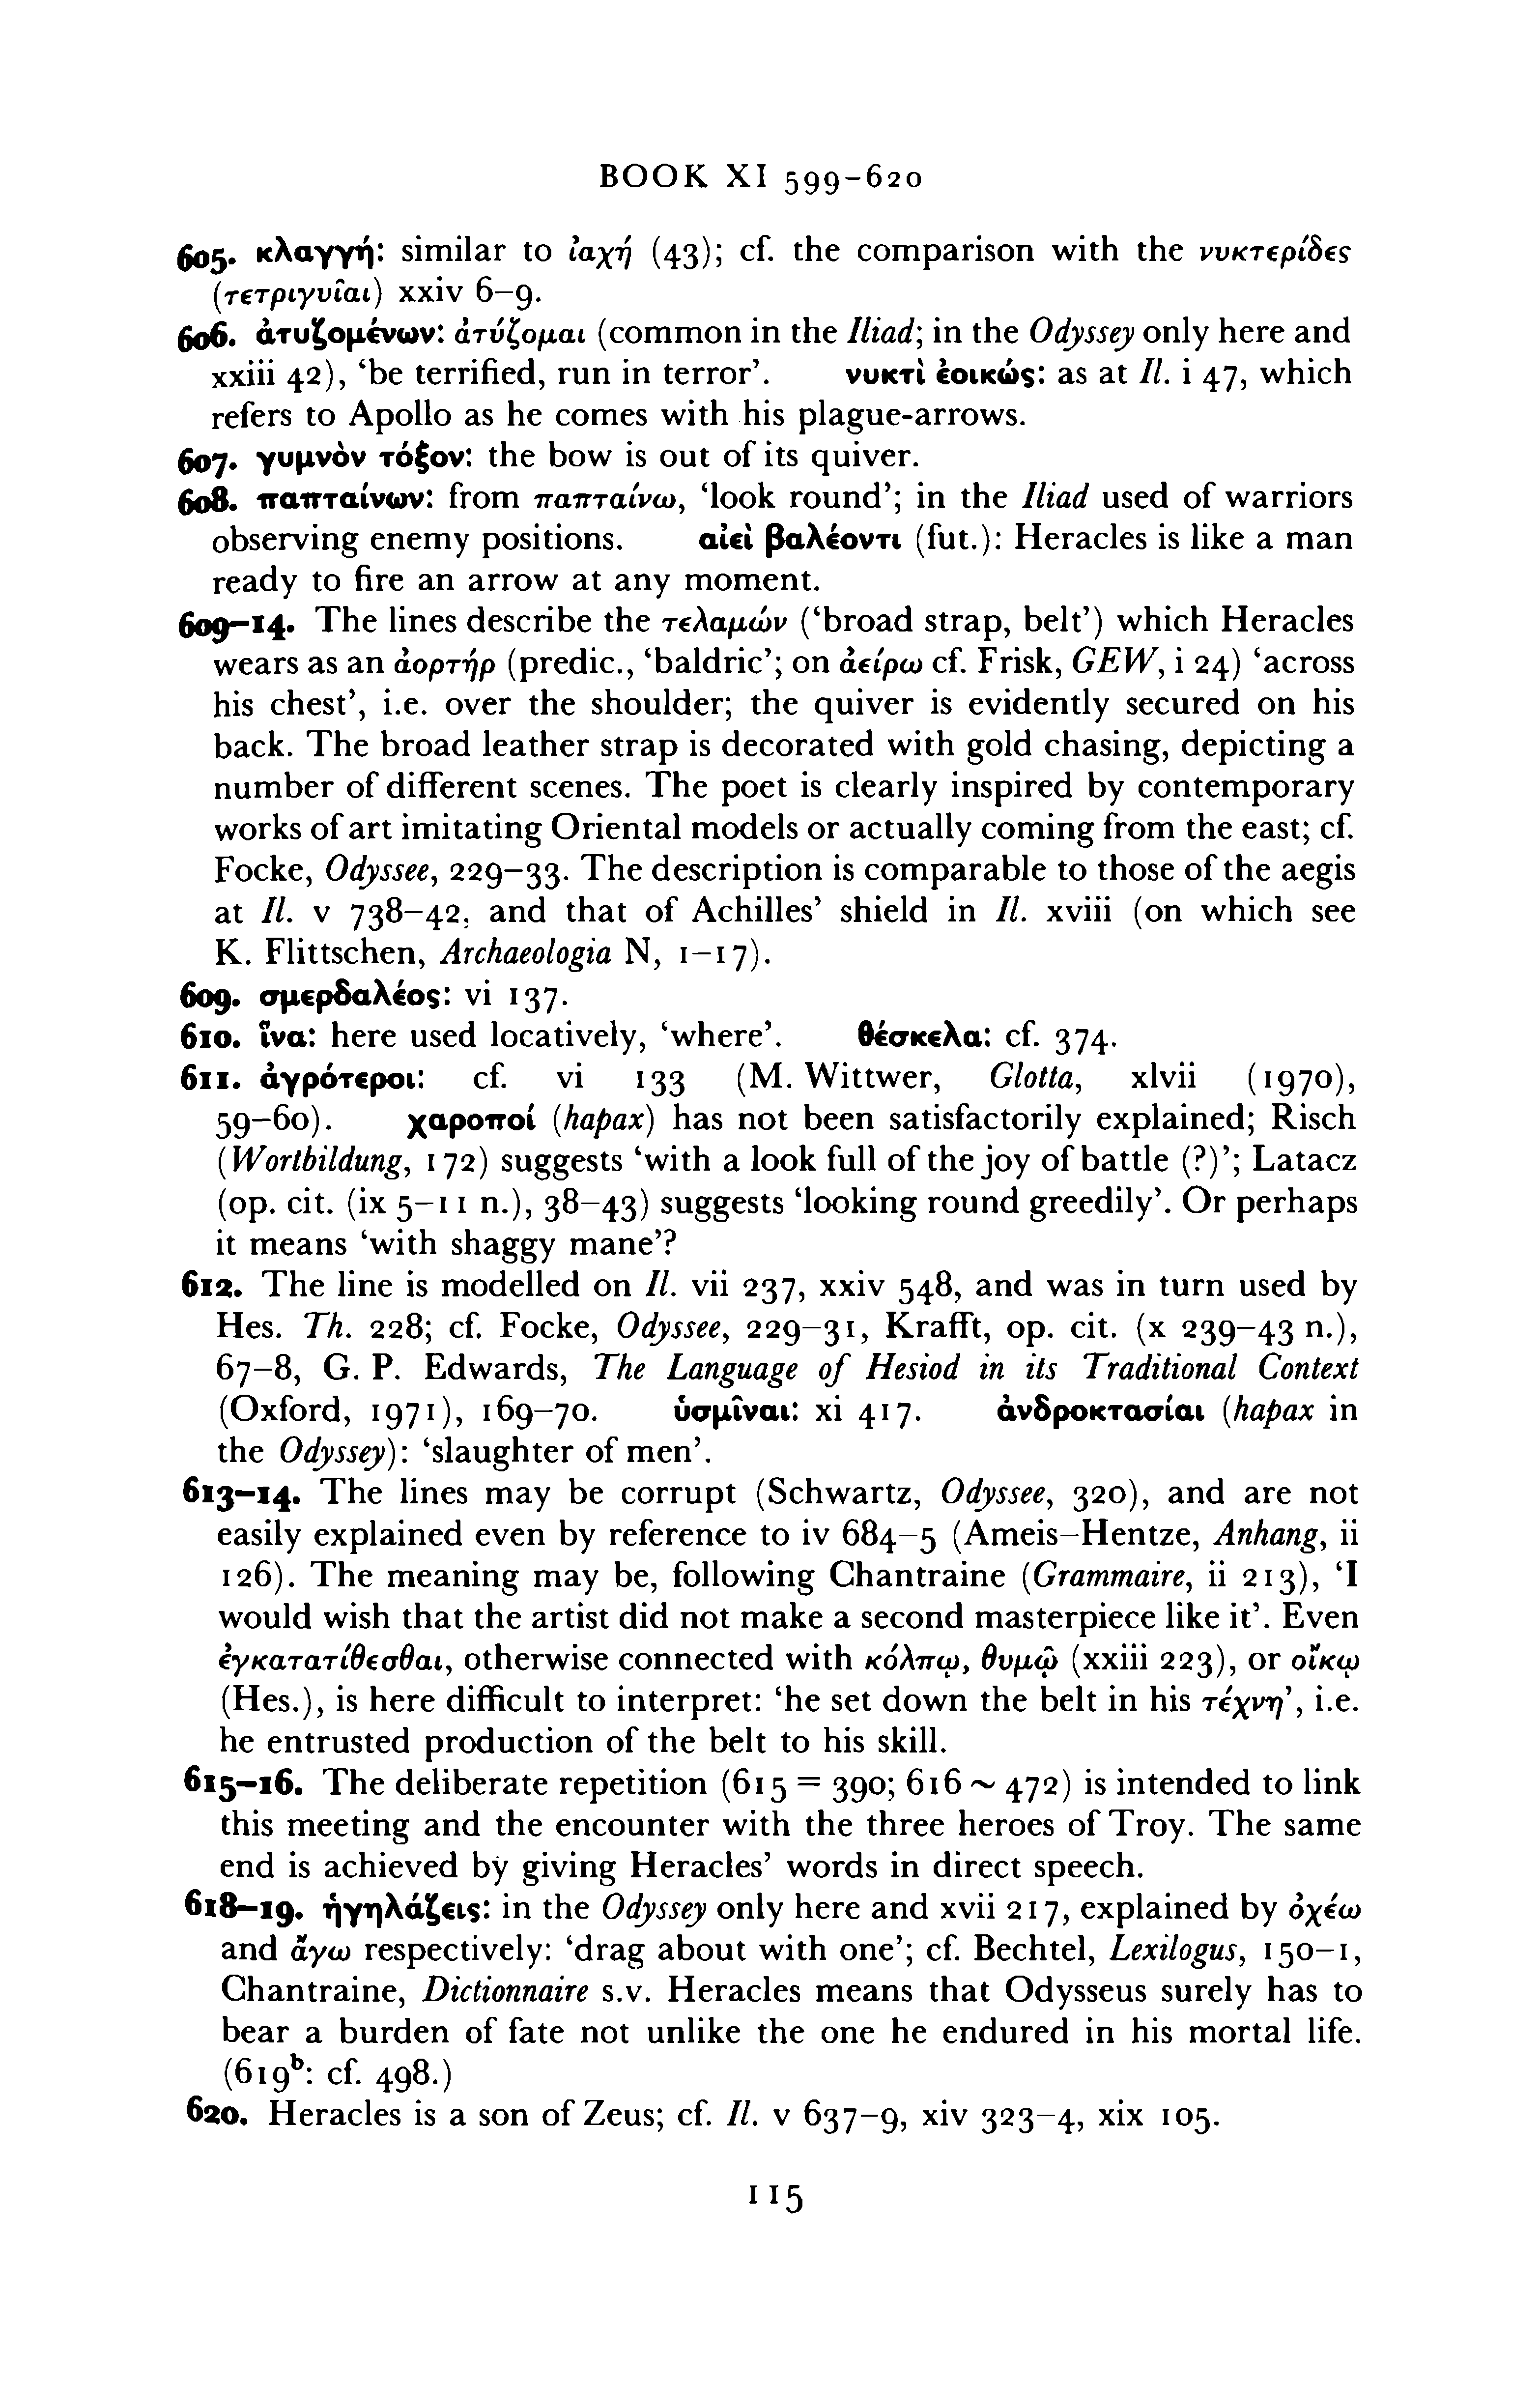 BOOK XI 599–620
605. κλαγγή: similar to ἰαχή (43); cf. the comparison with the νυκτερίδες
(τετριγυῖαι) xxiv 6–9.
606. ἀτυζομένων: ἀτύζομαι (common in the Iliad; in the Odyssey only here and
xxiii 42), ‘be terrified, run in terror’. νυκτὶ ἐοικώς: as at Il. i 47, which
refers to Apollo as he comes with his plague-arrows.
607. γυμνὸν τόξον: the bow is out of its quiver.
608. παπταίνων: from παπταίνω, ‘look round’; in the Iliad used of warriors
observing enemy positions. αἰεὶ βαλέοντι (fut.): Heracles is like a man
ready to fire an arrow at any moment.
609–14. The lines describe the τελαμών (‘broad strap, belt’) which Heracles
wears as an ἀορτήρ (predic., ‘baldric’; on ἀείρω cf. Frisk, GEW, i 24) ‘across
his chest’, i.e. over the shoulder; the quiver is evidently secured on his
back. The broad leather strap is decorated with gold chasing, depicting a
number of different scenes. The poet is clearly inspired by contemporary
works of art imitating Oriental models or actually coming from the east; cf.
Focke, Odyssee, 229–33. The description is comparable to those of the aegis
at Il. v 738–42, and that of Achilles’ shield in Il. xviii (on which see
K. Flittschen, Archaeologia N, 1–17).
609. σμερδαλέος: vi 137.
610. ἵνα: here used locatively, ‘where’. θέσκελα: cf. 374.
611. ἀγρότεροι: cf. vi 133 (M. Wittwer, Glotta, xlvii (1970),
59–60). χαροποί (hapax) has not been satisfactorily explained; Risch
(Wortbildung, 172) suggests ‘with a look full of the joy of battle (?)’; Latacz
(op. cit. (ix 5–11 n.), 38–43) suggests ‘looking round greedily’. Or perhaps
it means ‘with shaggy mane’?
612. The line is modelled on Il. vii 237, xxiv 548, and was in turn used by
Hes. Th. 228; cf. Focke, Odyssee, 229–31, Krafft, op. cit. (x 239–43 n.),
67–8, G. P. Edwards, The Language of Hesiod in its Traditional Context
(Oxford, 1971), 169–70. ὑσμῖναι: xi 417. ἀνδροκτασίαι (hapax in
the Odyssey): ‘slaughter of men’.
613–14. The lines may be corrupt (Schwartz, Odyssee, 320), and are not
easily explained even by reference to iv 684–5 (Ameis–Hentze, Anhang, ii
126). The meaning may be, following Chantraine (Grammaire, ii 213), ‘I
would wish that the artist did not make a second masterpiece like it’. Even
ἐγκατατίθεσθαι, otherwise connected with κόλπῳ, θυμῷ (xxiii 223), or οἴκῳ
(Hes.), is here difficult to interpret: ‘he set down the belt in his τέχνη’, i.e.
he entrusted production of the belt to his skill.
615–16. The deliberate repetition (615 = 390; 616 ~ 472) is intended to link
this meeting and the encounter with the three heroes of Troy. The same
end is achieved by giving Heracles’ words in direct speech.
618–19. ἡγηλάζεις: in the Odyssey only here and xvii 217, explained by ὀχέω
and ἄγω respectively: ‘drag about with one’; cf. Bechtel, Lexilogus, 150–1,
Chantraine, Dictionnaire s.v. Heracles means that Odysseus surely has to
bear a burden of fate not unlike the one he endured in his mortal life.
(619ᵇ: cf. 498.)
620. Heracles is a son of Zeus; cf. Il. v 637–9, xiv 323–4, xix 105.
115